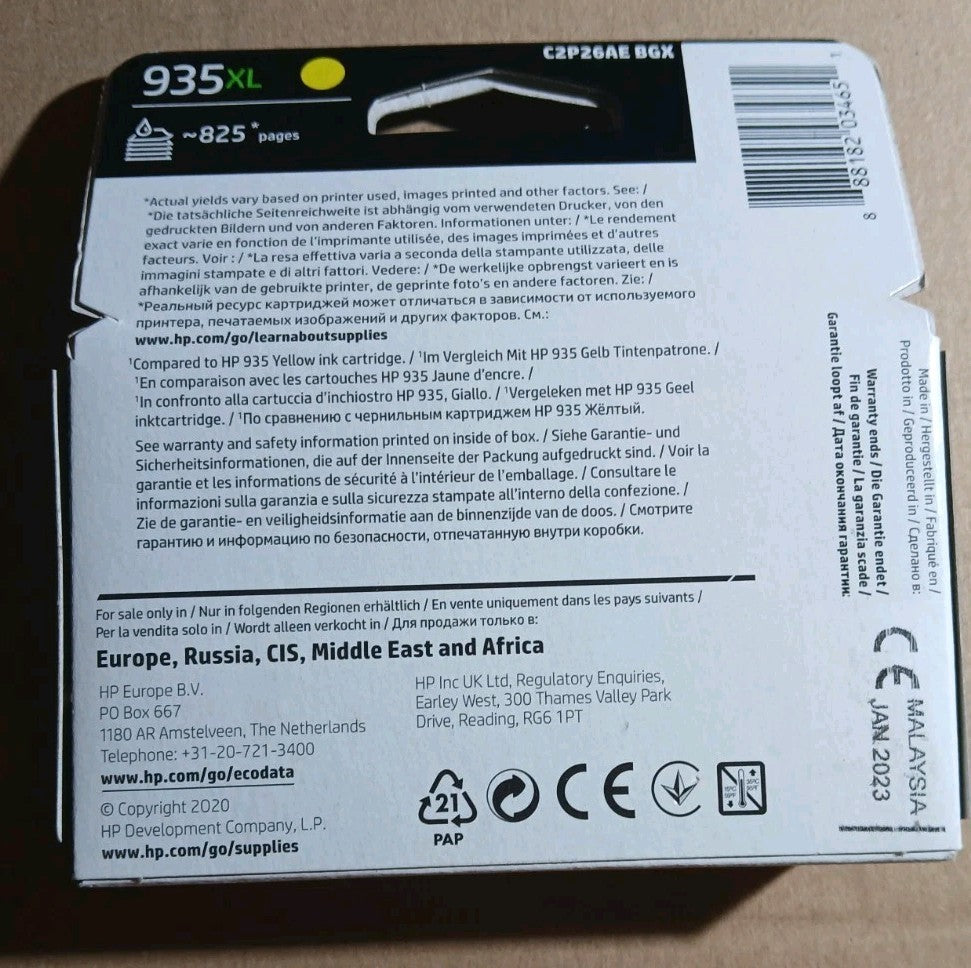 935XL
C2P26AE BGX
~825* pages
*Actual yields vary based on printer used, images printed and other factors. See: /
*Die tatsächliche Seitenreichweite ist abhängig vom verwendeten Drucker, von den
gedruckten Bildern und von anderen Faktoren. Informationen unter: / *Le rendement
exact varie en fonction de l'imprimante utilisée, des images imprimées et d'autres
facteurs. Voir : / *La resa effettiva varia a seconda della stampante utilizzata, delle
immagini stampate e di altri fattori. Vedere: / *De werkelijke opbrengst varieert en is
afhankelijk van de gebruikte printer, de geprinte foto's en andere factoren. Zie: /
*Реальный ресурс картриджей может отличаться в зависимости от используемого
принтера, печатаемых изображений и других факторов. См.:
www.hp.com/go/learnaboutsupplies
¹Compared to HP 935 Yellow ink cartridge. / ¹Im Vergleich Mit HP 935 Gelb Tintenpatrone. /
¹En comparaison avec les cartouches HP 935 Jaune d'encre. /
¹In confronto alla cartuccia d'inchiostro HP 935, Giallo. / ¹Vergeleken met HP 935 Geel
inktcartridge. / ¹По сравнению с чернильным картриджем HP 935 Жёлтый.
See warranty and safety information printed on inside of box. / Siehe Garantie- und
Sicherheitsinformationen, die auf der Innenseite der Packung aufgedruckt sind. / Voir la
garantie et les informations de sécurité à l'intérieur de l'emballage. / Consultare le
informazioni sulla garanzia e sulla sicurezza stampate all'interno della confezione. /
Zie de garantie- en veiligheidsinformatie aan de binnenzijde van de doos. / Смотрите
гарантию и информацию по безопасности, отпечатанную внутри коробки.
For sale only in / Nur in folgenden Regionen erhältlich / En vente uniquement dans les pays suivants /
Per la vendita solo in / Wordt alleen verkocht in / Для продажи только в:
Europe, Russia, CIS, Middle East and Africa
HP Europe B.V.
PO Box 667
1180 AR Amstelveen, The Netherlands
Telephone: +31-20-721-3400
www.hp.com/go/ecodata
© Copyright 2020
HP Development Company, L.P.
www.hp.com/go/supplies
HP Inc UK Ltd, Regulatory Enquiries,
Earley West, 300 Thames Valley Park
Drive, Reading, RG6 1PT
21
PAP
CE
8 88182 03465 1
Made in / Hergestellt in / Fabriqué en /
Prodotto in / Geproduceerd in / Сделано в:
MALAYSIA
Warranty ends / Die Garantie endet /
Fin de garantie / La garanzia scade /
Garantie loopt af / Дата окончания гарантии:
JAN 2023
CE